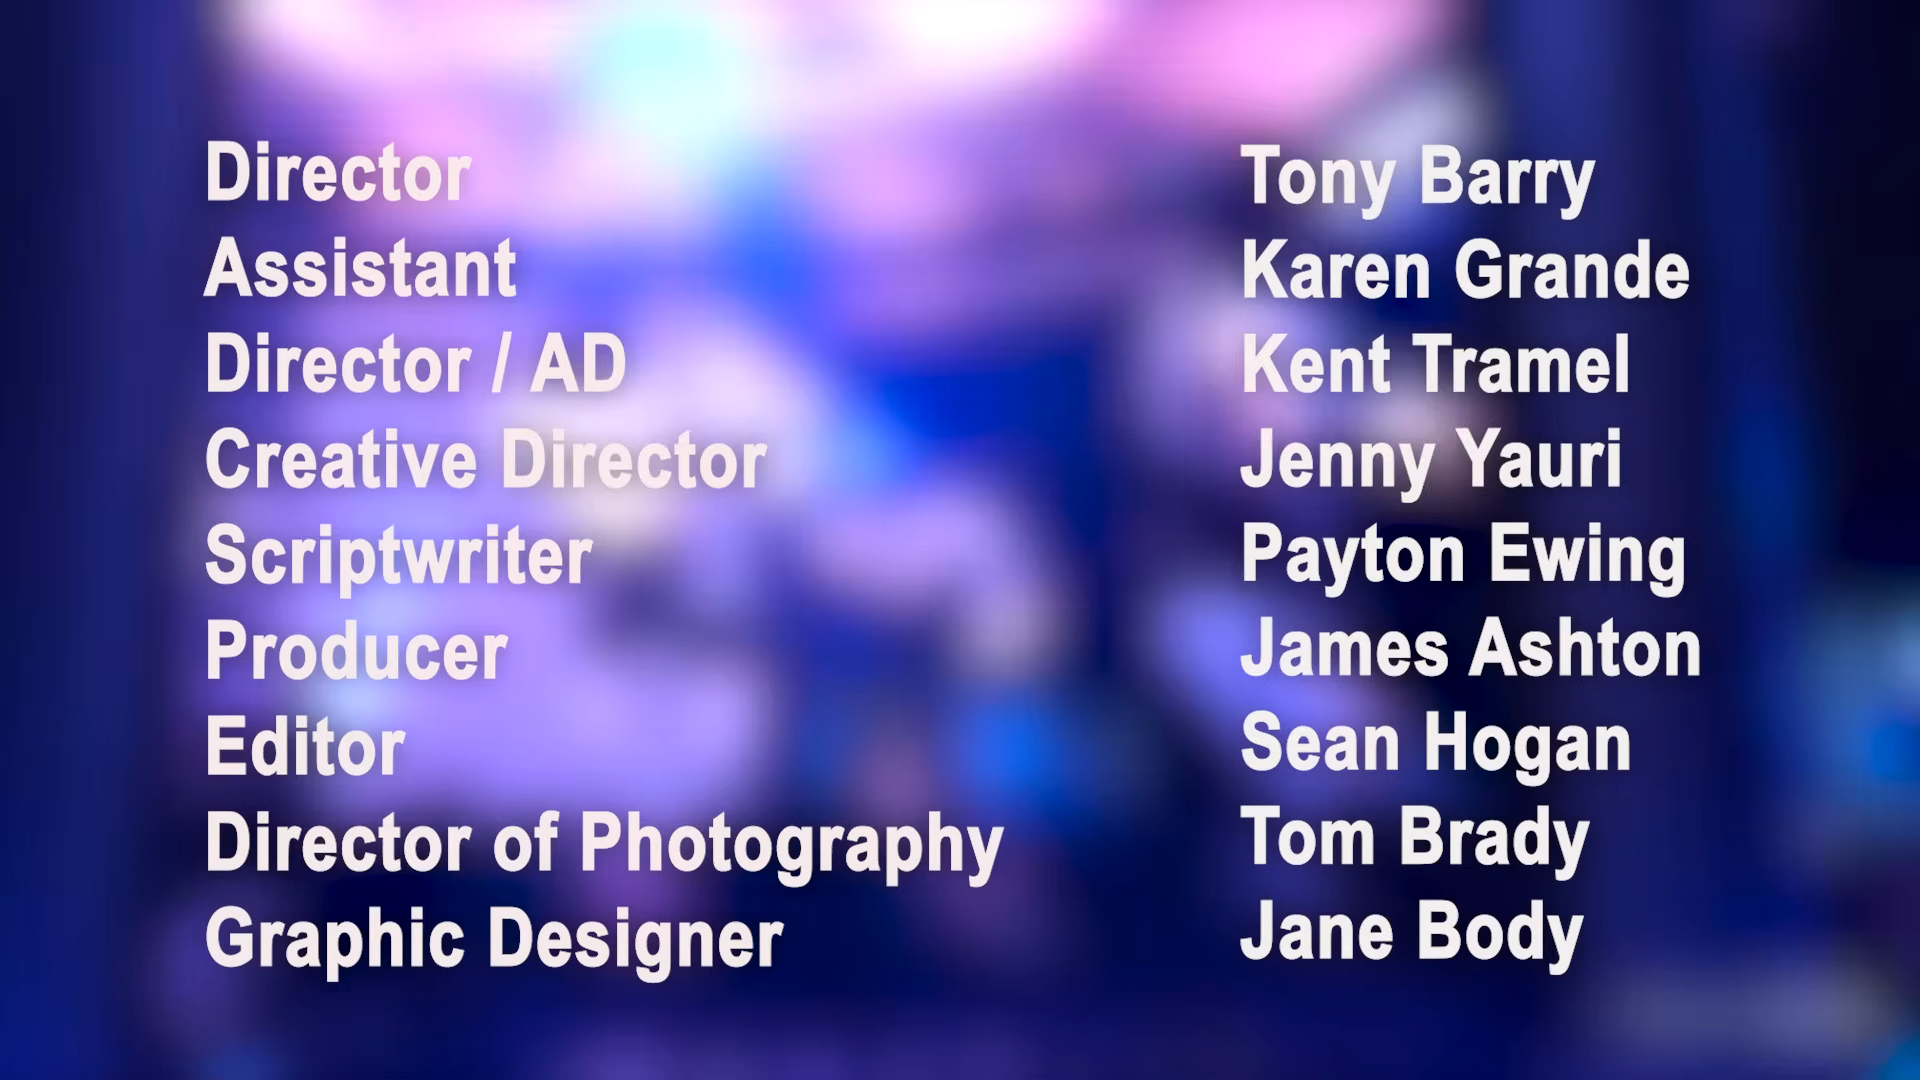 Director Tony Barry
Assistant Karen Grande
Director / AD Kent Tramel
Creative Director Jenny Yauri
Scriptwriter Payton Ewing
Producer James Ashton
Editor Sean Hogan
Director of Photography Tom Brady
Graphic Designer Jane Body